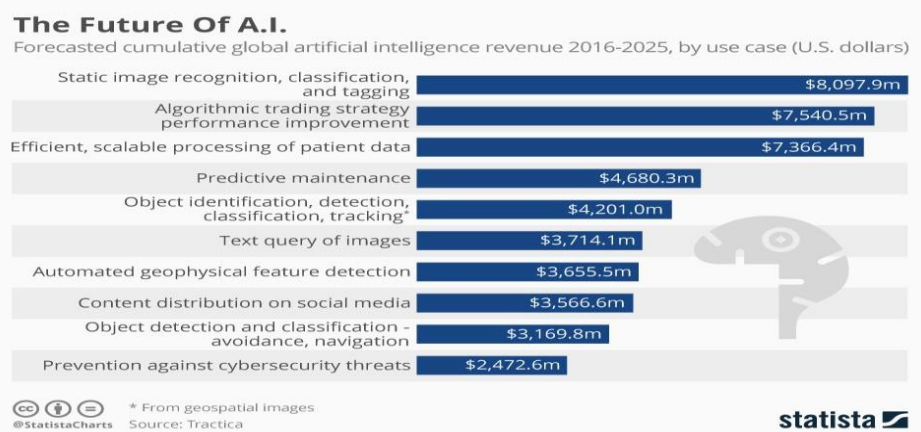 The Future Of A.I.
Forecasted cumulative global artificial intelligence revenue 2016-2025, by use case (U.S. dollars)
Static image recognition, classification,
and tagging
$8,097.9m
Algorithmic trading strategy
performance improvement
$7,540.5m
Efficient, scalable processing of patient data
$7,366.4m
Predictive maintenance
$4,680.3m
Object identification, detection,
classification, tracking*
$4,201.0m
Text query of images
$3,714.1m
Automated geophysical feature detection
$3,655.5m
Content distribution on social media
$3,566.6m
Object detection and classification -
avoidance, navigation
$3,169.8m
Prevention against cybersecurity threats
$2,472.6m
cc
@StatistaCharts
* From geospatial images
Source: Tractica
statista